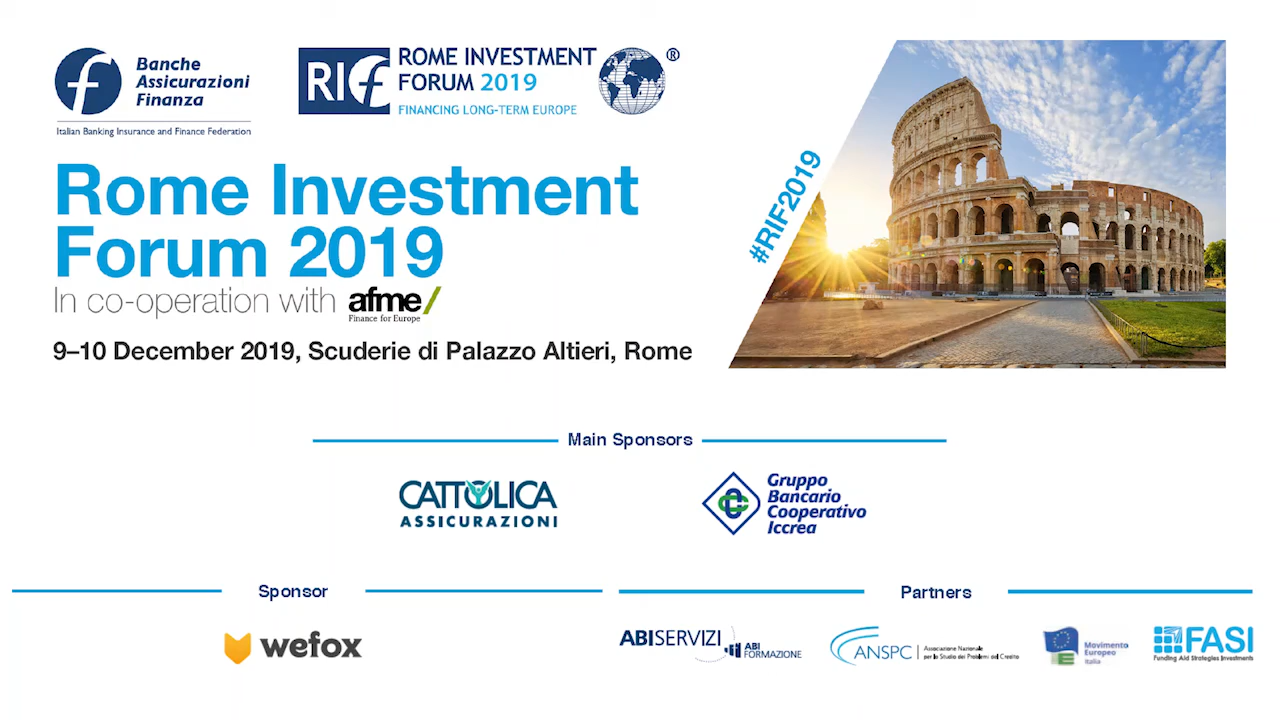 Banche
Assicurazioni
Finanza
Italian Banking Insurance and Finance Federation
RIf
ROME INVESTMENT
FORUM 2019
FINANCING LONG-TERM EUROPE
®
Rome Investment
Forum 2019
In co-operation with afme/
Finance for Europe
9–10 December 2019, Scuderie di Palazzo Altieri, Rome
#RIF2019
Main Sponsors
CATTOLICA
ASSICURAZIONI
Gruppo
Bancario
Cooperativo
Iccrea
Sponsor
wefox
Partners
ABISERVIZI
ABI
FORMAZIONE
ANSPC
Associazione Nazionale
per lo Studio dei Problemi del Credito
Movimento
Europeo
Italia
FASI
Funding Aid Strategies Investments